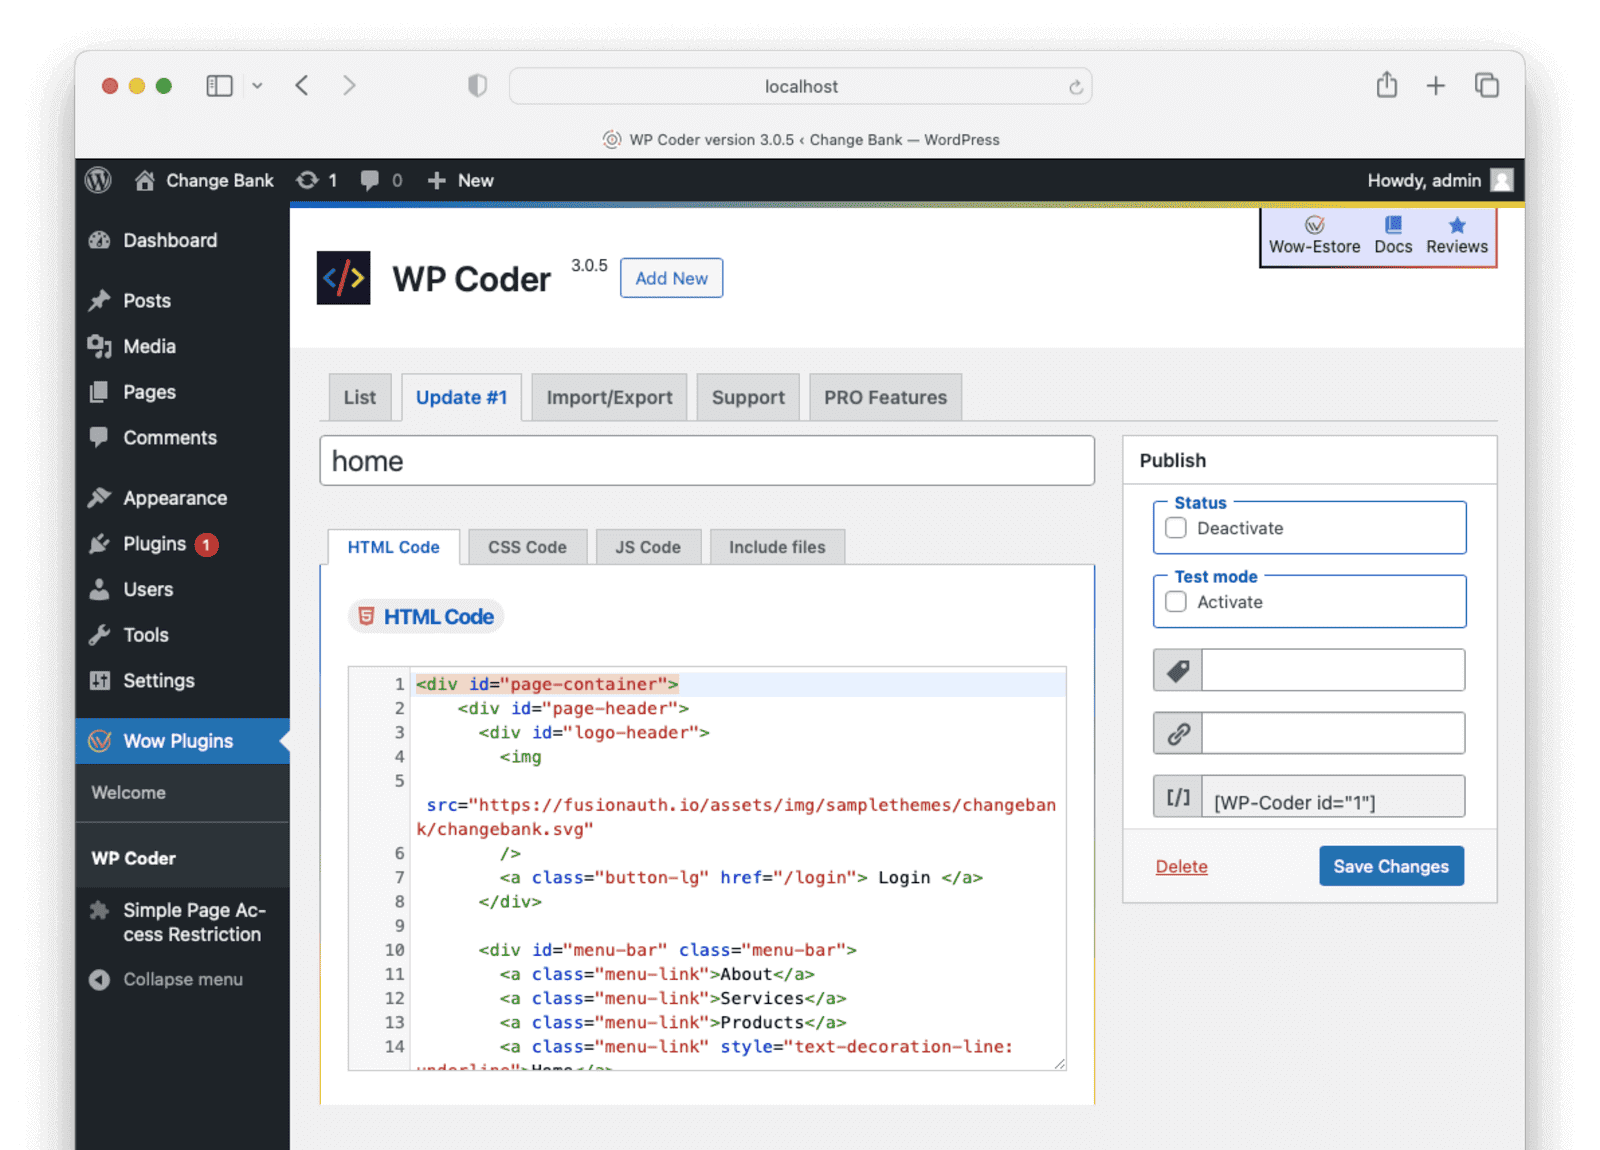 localhost
WP Coder version 3.0.5 ‹ Change Bank — WordPress
Change Bank 1 0 New
Howdy, admin
Dashboard
Posts
Media
Pages
Comments
Appearance
Plugins 1
Users
Tools
Settings
Wow Plugins
Welcome
WP Coder
Simple Page Ac-
cess Restriction
Collapse menu
Wow-Estore Docs Reviews
</> WP Coder 3.0.5 Add New
List Update #1 Import/Export Support PRO Features
home
HTML Code CSS Code JS Code Include files
HTML Code
1 <div id="page-container">
2 <div id="page-header">
3 <div id="logo-header">
4 <img
5
src="https://fusionauth.io/assets/img/samplethemes/changeban
k/changebank.svg"
6 />
7 <a class="button-lg" href="/login"> Login </a>
8 </div>
9
10 <div id="menu-bar" class="menu-bar">
11 <a class="menu-link">About</a>
12 <a class="menu-link">Services</a>
13 <a class="menu-link">Products</a>
14 <a class="menu-link" style="text-decoration-line:
underline">Home</a>
Publish
Status
Deactivate
Test mode
Activate
[/] [WP-Coder id="1"]
Delete Save Changes